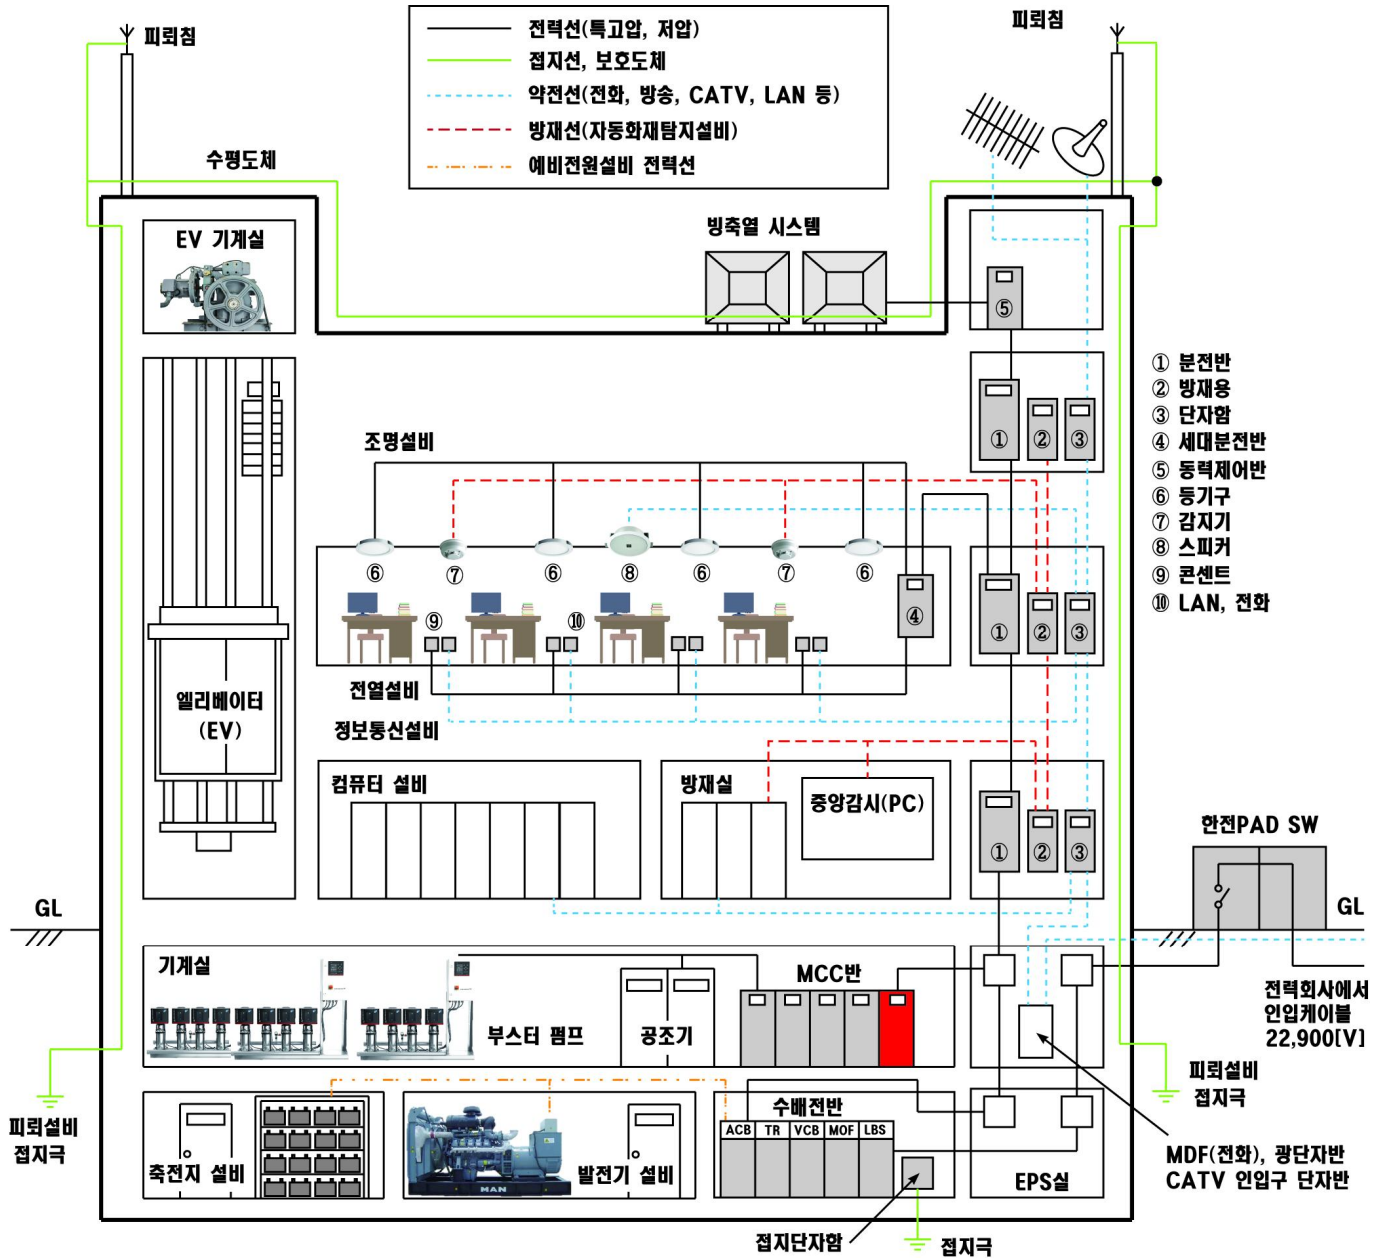 피뢰침
전력선(특고압, 저압)
접지선, 보호도체
약전선(전화, 방송, CATV, LAN 등)
방재선(자동화재탐지설비)
예비전원설비 전력선
피뢰침
수평도체
EV 기계실
빙축열 시스템
⑤
① 분전반
② 방재용
③ 단자함
④ 세대분전반
⑤ 동력제어반
⑥ 등기구
⑦ 감지기
⑧ 스피커
⑨ 콘센트
⑩ LAN, 전화
① ② ③
조명설비
⑥ ⑦ ⑥ ⑧ ⑥ ⑦ ⑥
④
⑨ ⑩
① ② ③
전열설비
정보통신설비
엘리베이터
(EV)
컴퓨터 설비
방재실
중앙감시(PC)
① ② ③
한전PAD SW
GL
GL
기계실
부스터 펌프
공조기
MCC반
전력회사에서
인입케이블
22,900[V]
피뢰설비
접지극
피뢰설비
접지극
축전지 설비
MAN
발전기 설비
수배전반
ACB TR VCB MOF LBS
EPS실
MDF(전화), 광단자반
CATV 인입구 단자반
접지단자함
접지극